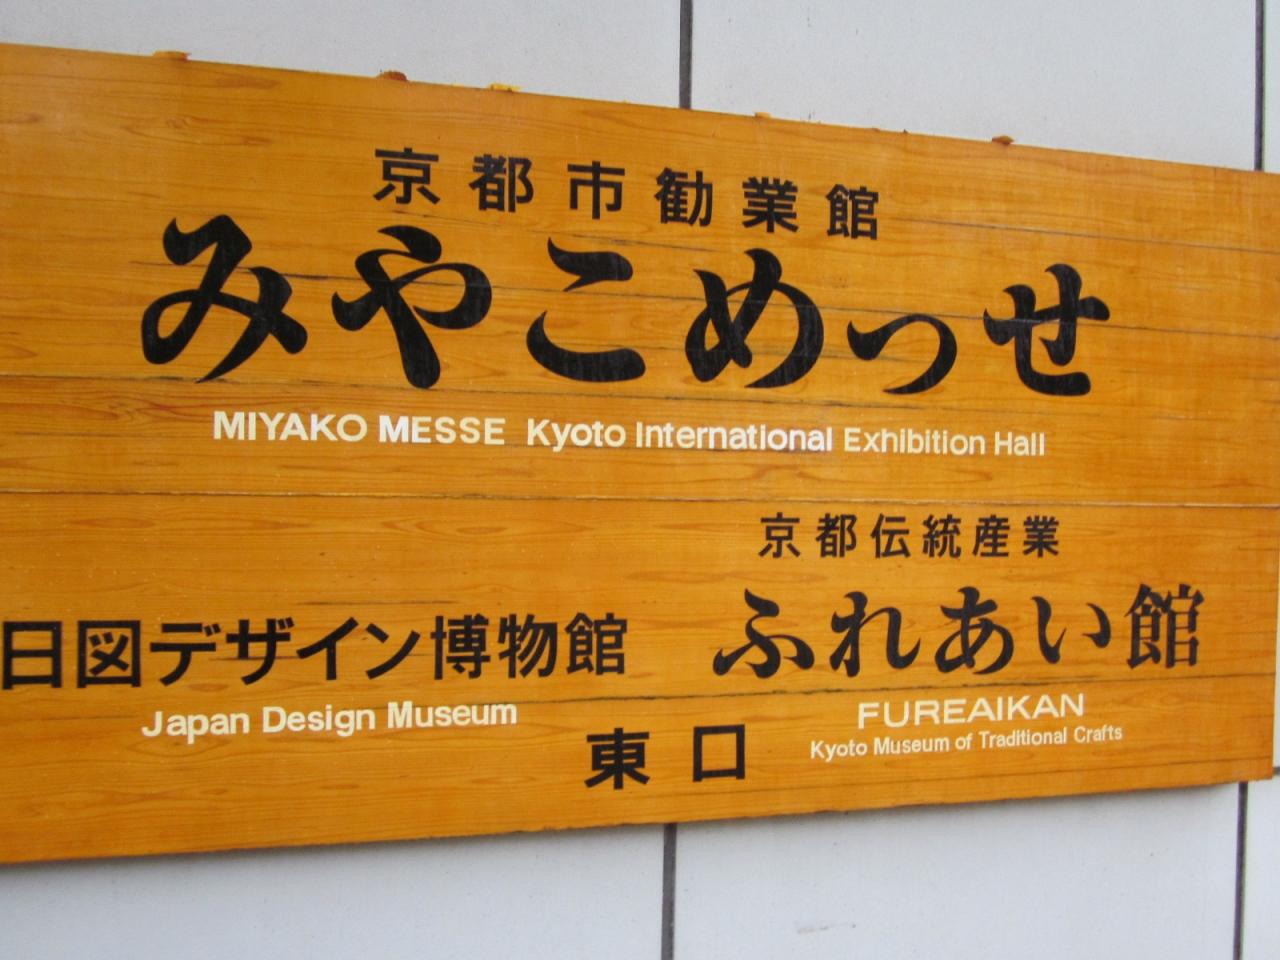 京都市勧業館
みやこめっせ
MIYAKO MESSE Kyoto International Exhibition Hall
日図デザイン博物館
Japan Design Museum
京都伝統産業
ふれあい館
FUREAIKAN
Kyoto Museum of Traditional Crafts
東口